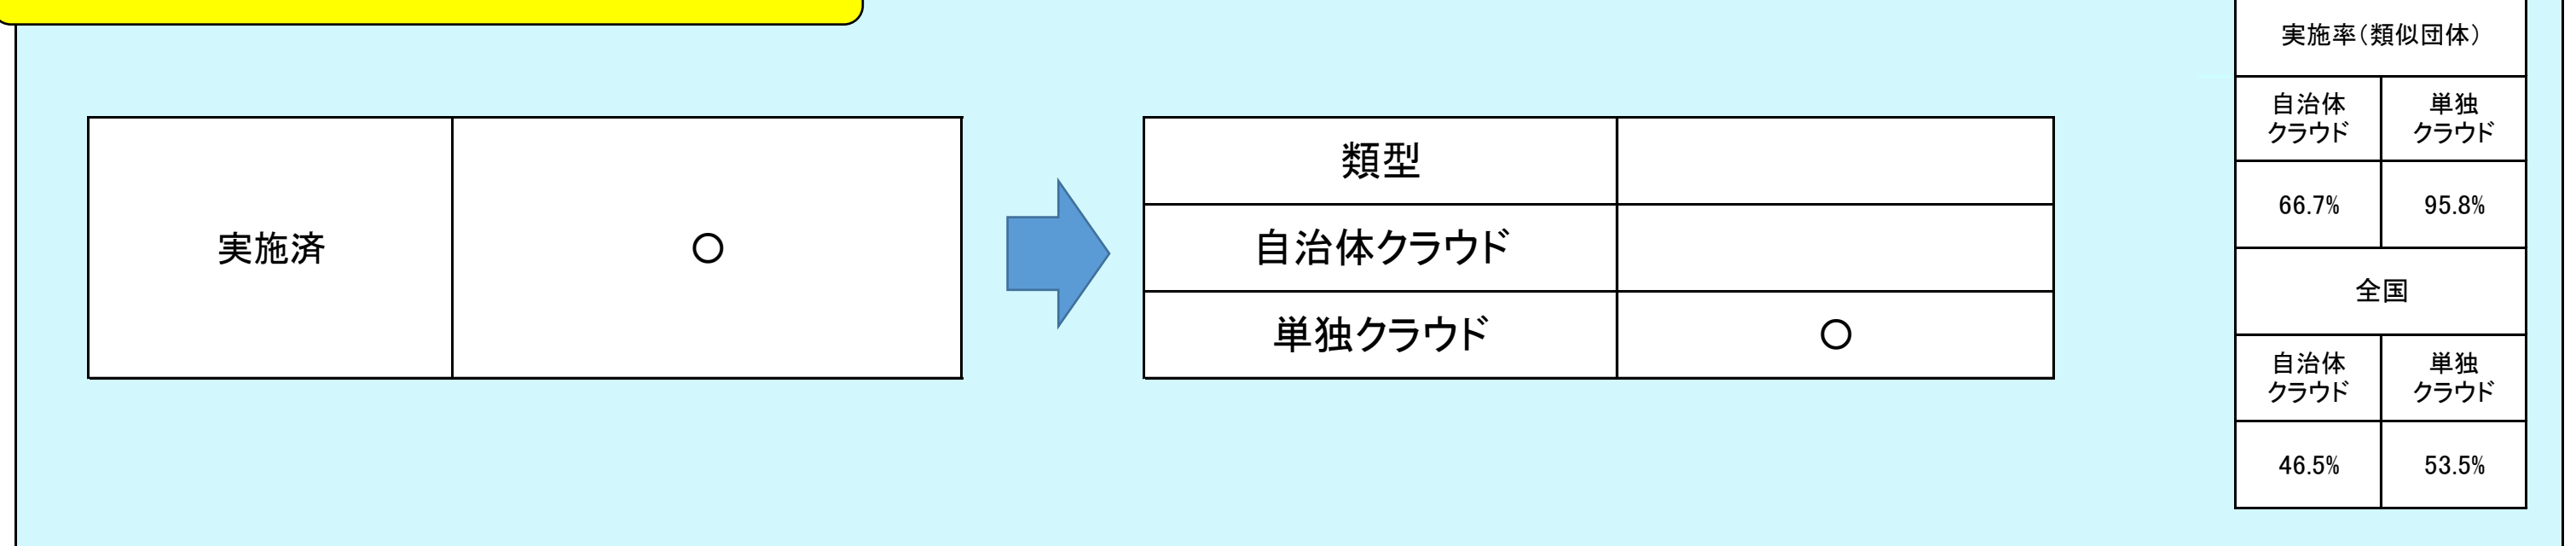 実施済
〇
類型
自治体クラウド
単独クラウド
〇
実施率(類似団体)
自治体
クラウド
単独
クラウド
66.7%
95.8%
全国
自治体
クラウド
単独
クラウド
46.5%
53.5%